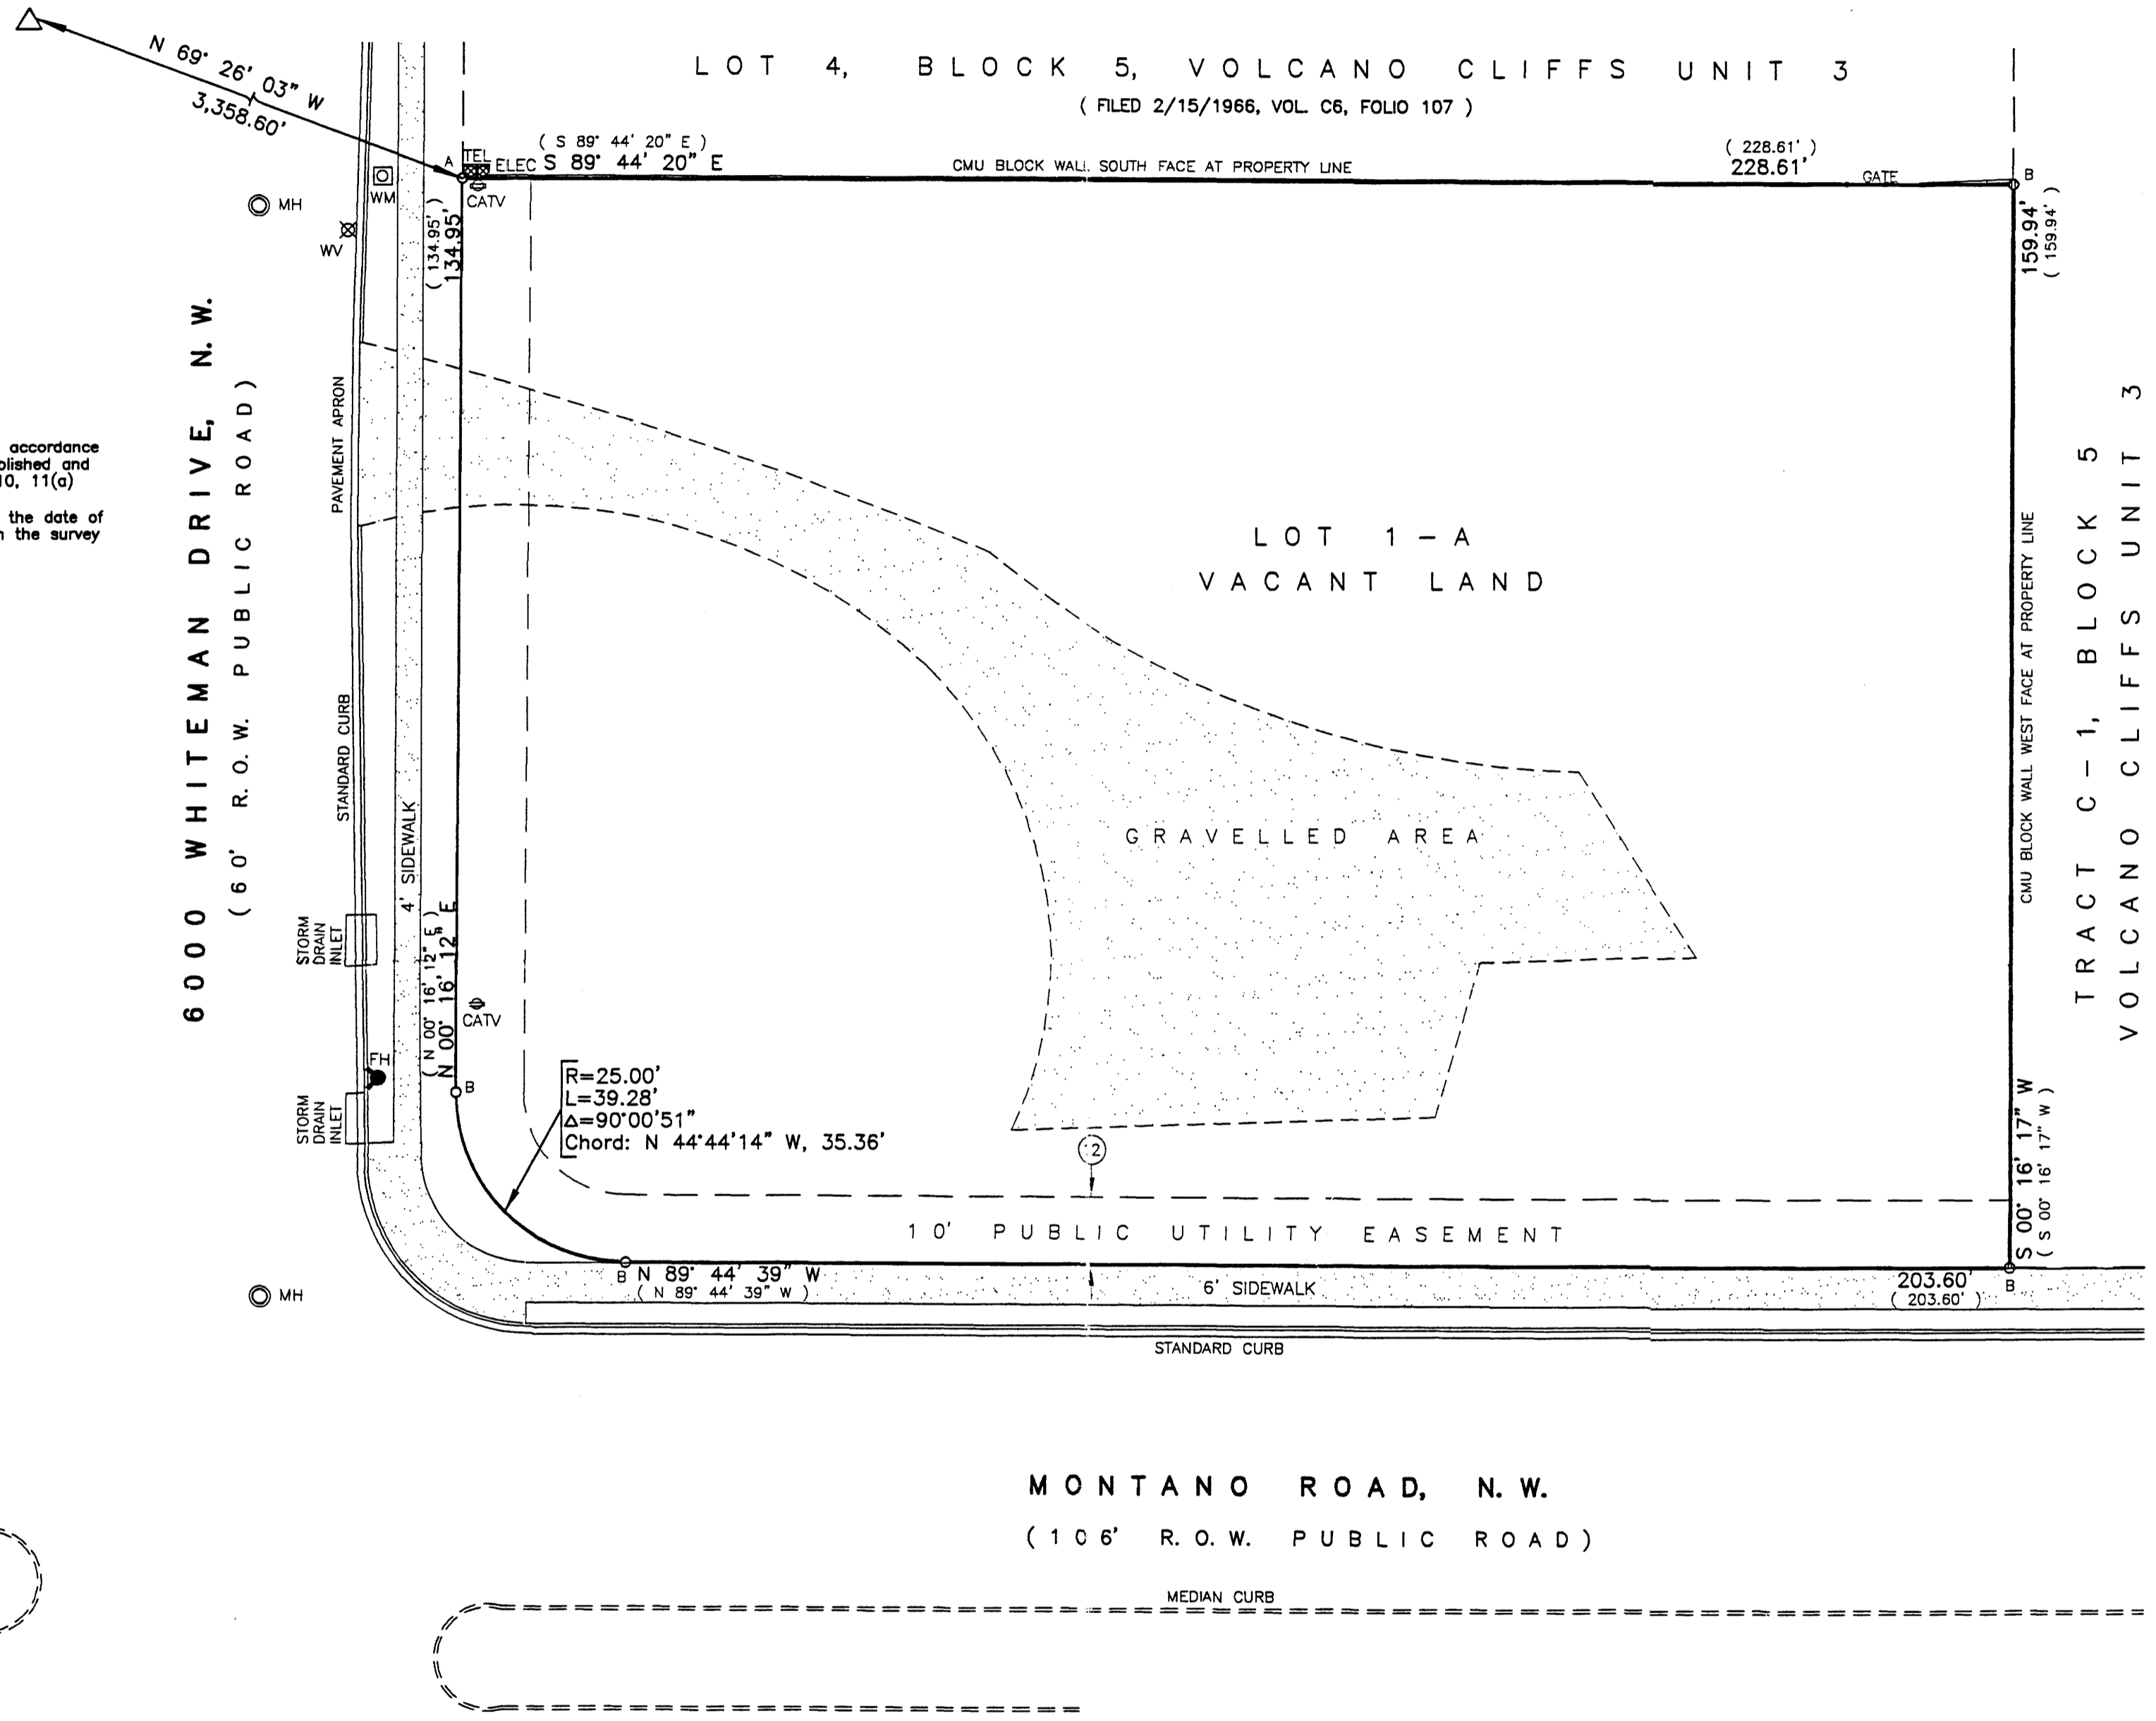 N 69° 26' 03" W
3,358.60'
LOT 4, BLOCK 5, VOLCANO CLIFFS UNIT 3
( FILED 2/15/1966, VOL. C6, FOLIO 107 )
( S 89° 44' 20" E )
S 89° 44' 20" E
A
TEL
ELEC
CATV
CMU BLOCK WALL SOUTH FACE AT PROPERTY LINE
( 228.61' )
228.61'
GATE
B
WM
MH
WV
( 134.95' )
134.95'
159.94'
( 159.94' )
6000 WHITEMAN DRIVE, N.W.
( 60' R.O.W. PUBLIC ROAD )
PAVEMENT APRON
STANDARD CURB
4' SIDEWALK
accordance
blished and
10, 11(a)
the date of
the survey
LOT 1-A
VACANT LAND
GRAVELLED AREA
CMU BLOCK WALL WEST FACE AT PROPERTY LINE
TRACT C-1, BLOCK 5
VOLCANO CLIFFS UNIT 3
STORM
DRAIN
INLET
( N 00° 16' 12" E )
N 00° 16' 12" E
CATV
FH
B
STORM
DRAIN
INLET
R=25.00'
L=39.28'
Δ=90°00'51"
Chord: N 44°44'14" W, 35.36'
S 00° 16' 17" W
( S 00° 16' 17" W )
10' PUBLIC UTILITY EASEMENT
B
N 89° 44' 39" W
( N 89° 44' 39" W )
6' SIDEWALK
203.60'
( 203.60' )
B
MH
STANDARD CURB
MONTANO ROAD, N.W.
( 106' R.O.W. PUBLIC ROAD )
MEDIAN CURB